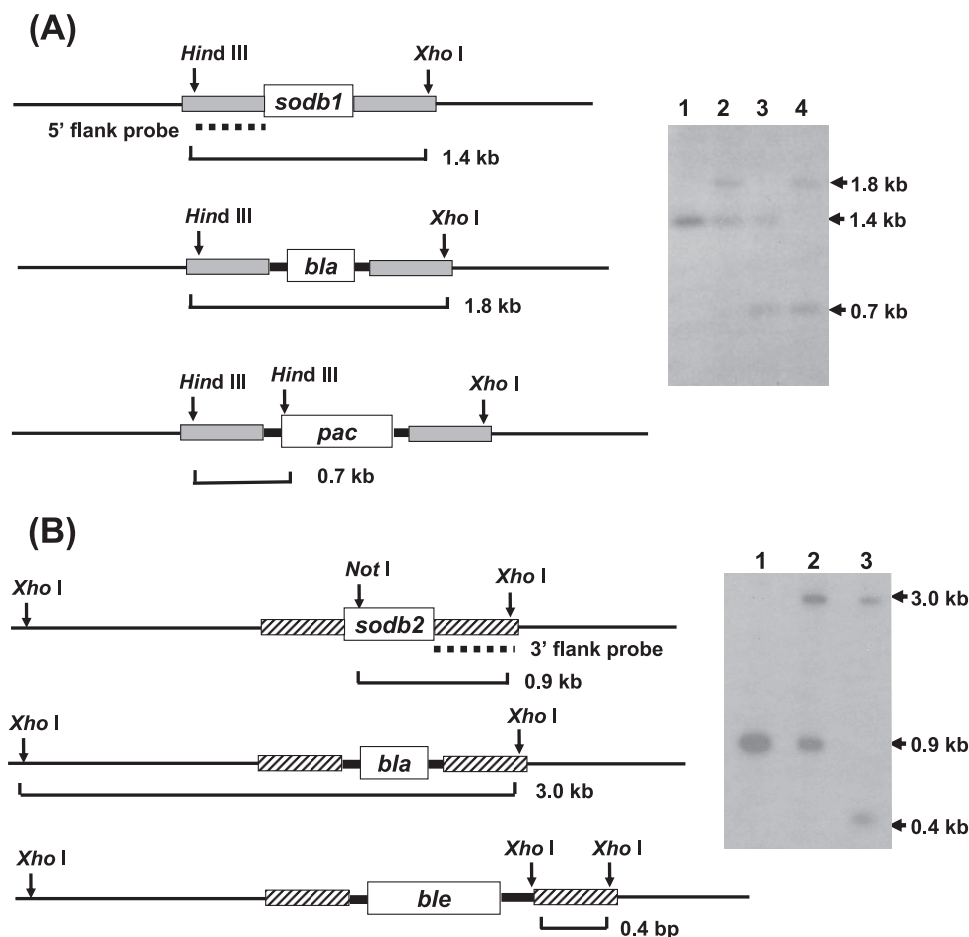 (A)
Hind III
Xho I
sodb1
5' flank probe
1.4 kb
Hind III
Xho I
bla
1.8 kb
Hind III
Hind III
Xho I
pac
0.7 kb
1 2 3 4
1.8 kb
1.4 kb
0.7 kb
(B)
Xho I
Not I
Xho I
sodb2
3' flank probe
0.9 kb
Xho I
Xho I
bla
3.0 kb
Xho I
Xho I
Xho I
ble
0.4 bp
1 2 3
3.0 kb
0.9 kb
0.4 kb